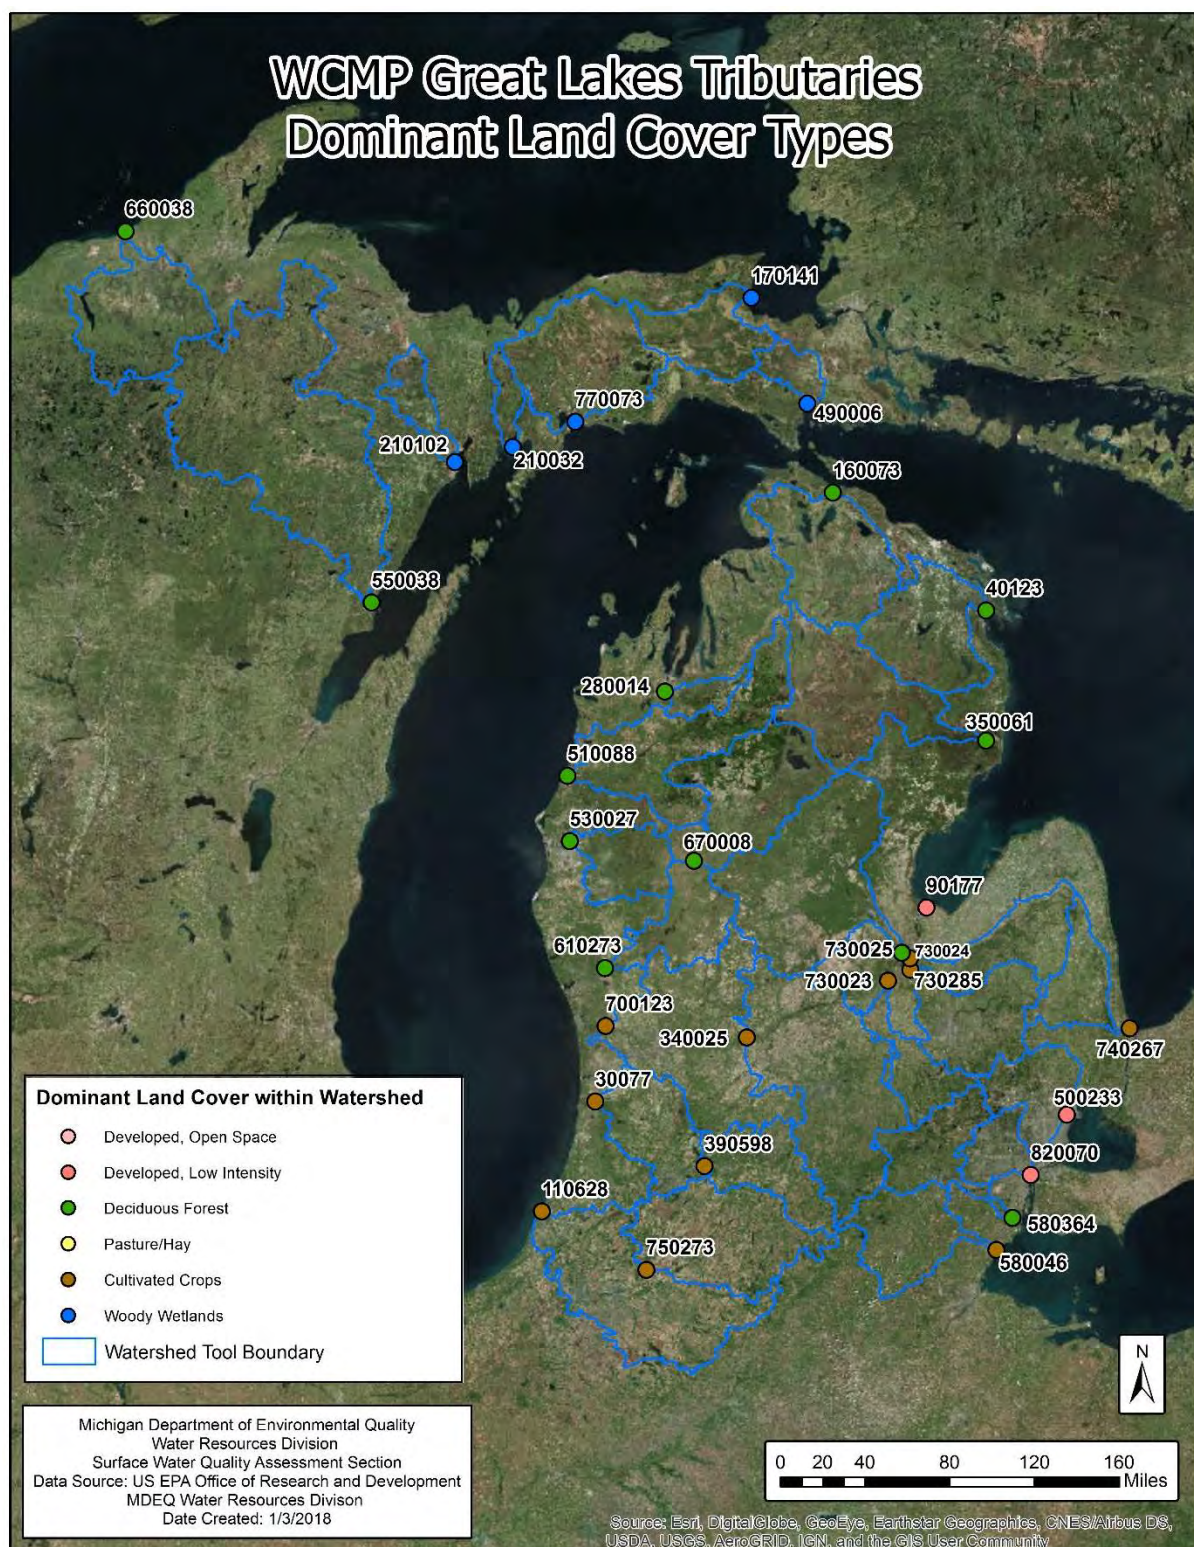 WCMP Great Lakes Tributaries
Dominant Land Cover Types
660038
170141
770073
490006
210102
210032
160073
550038
40123
280014
350061
510088
530027
670008
90177
730025
730024
610273
730023
730285
700123
340025
740267
30077
500233
390598
820070
110628
580364
750273
580046
Dominant Land Cover within Watershed
Developed, Open Space
Developed, Low Intensity
Deciduous Forest
Pasture/Hay
Cultivated Crops
Woody Wetlands
Watershed Tool Boundary
N
Michigan Department of Environmental Quality
Water Resources Division
Surface Water Quality Assessment Section
Data Source: US EPA Office of Research and Development
MDEQ Water Resources Divison
Date Created: 1/3/2018
0 20 40 80 120 160
Miles
Source: Esri, DigitalGlobe, GeoEye, Earthstar Geographics, CNES/Airbus DS,
USDA, USGS, AeroGRID, IGN, and the GIS User Community